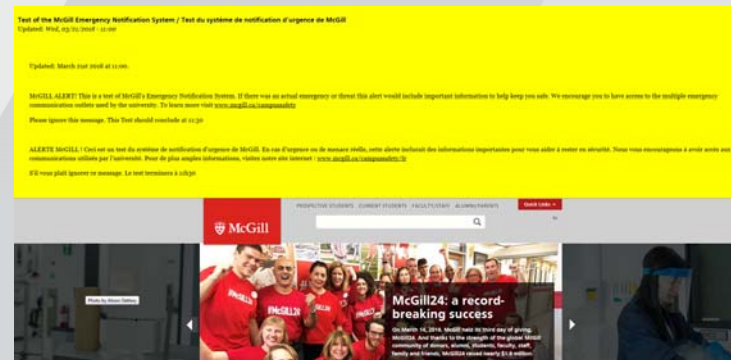 Test of the McGill Emergency Notification System / Test du système de notification d'urgence de McGill
Updated: Wed, 03/21/2018 - 11:00
Updated: March 21st 2018 at 11:00.
McGILL ALERT! This is a test of McGill's Emergency Notification System. If there was an actual emergency or threat this alert would include important information to help keep you safe. We encourage you to have access to the multiple emergency
communication outlets used by the university. To learn more visit www.mcgill.ca/campussafety
Please ignore this message. This Test should conclude at 11:30
ALERTE McGILL ! Ceci est un test du système de notification d'urgence de McGill. En cas d'urgence ou de menace réelle, cette alerte inclurait des informations importantes pour vous aider à rester en sécurité. Nous vous encourageons à avoir accès aux
communications utilisés par l'université. Pour de plus amples informations, visitez notre site internet : www.mcgill.ca/campussafety/fr
S'il vous plaît ignorer ce message. Le test terminera à 11h30
PROSPECTIVE STUDENTS CURRENT STUDENTS FACULTY/STAFF ALUMNI/PARENTS Quick Links
McGill
McGill24: a record-
breaking success
On March 14, 2018, McGill held its third day of giving,
McGill24. And thanks to the strength of the global McGill
community of donors, alumni, students, faculty, staff,
family and friends, McGill24 raised nearly $1.8 million
Photo by Alison Slattery
#McGILL24
#McGILL24